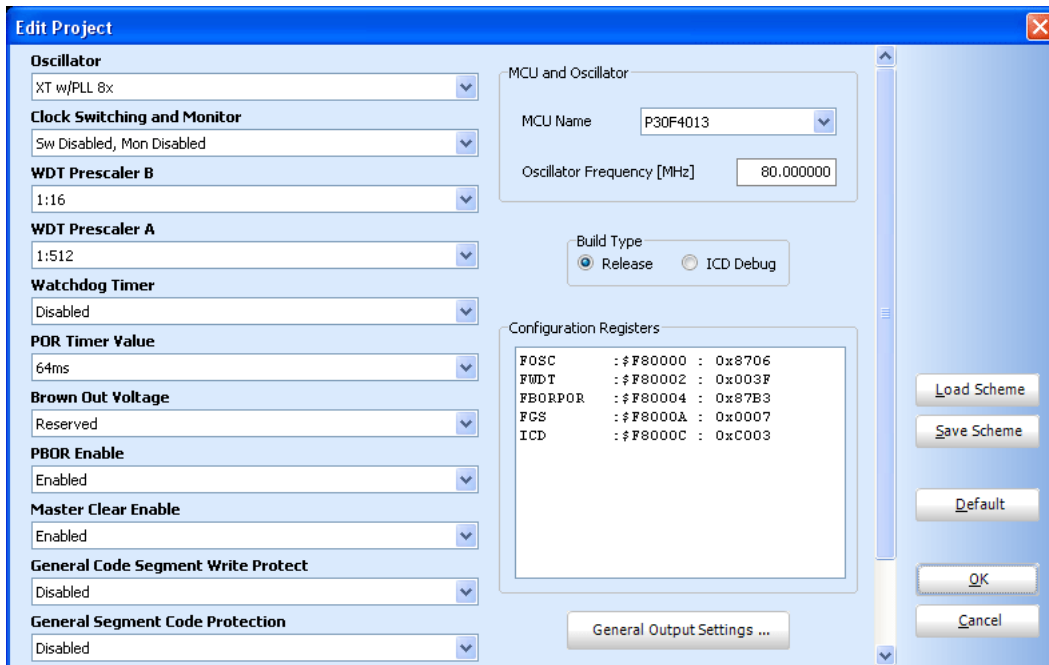 Edit Project
Oscillator
XT w/PLL 8x
Clock Switching and Monitor
Sw Disabled, Mon Disabled
WDT Prescaler B
1:16
WDT Prescaler A
1:512
Watchdog Timer
Disabled
POR Timer Value
64ms
Brown Out Voltage
Reserved
PBOR Enable
Enabled
Master Clear Enable
Enabled
General Code Segment Write Protect
Disabled
General Segment Code Protection
Disabled
MCU and Oscillator
MCU Name P30F4013
Oscillator Frequency [MHz] 80.000000
Build Type
Release ICD Debug
Configuration Registers
FOSC :$F80000 : 0x8706
FWDT :$F80002 : 0x003F
FBORPOR :$F80004 : 0x87B3
FGS :$F8000A : 0x0007
ICD :$F8000C : 0xC003
General Output Settings ...
Load Scheme
Save Scheme
Default
OK
Cancel